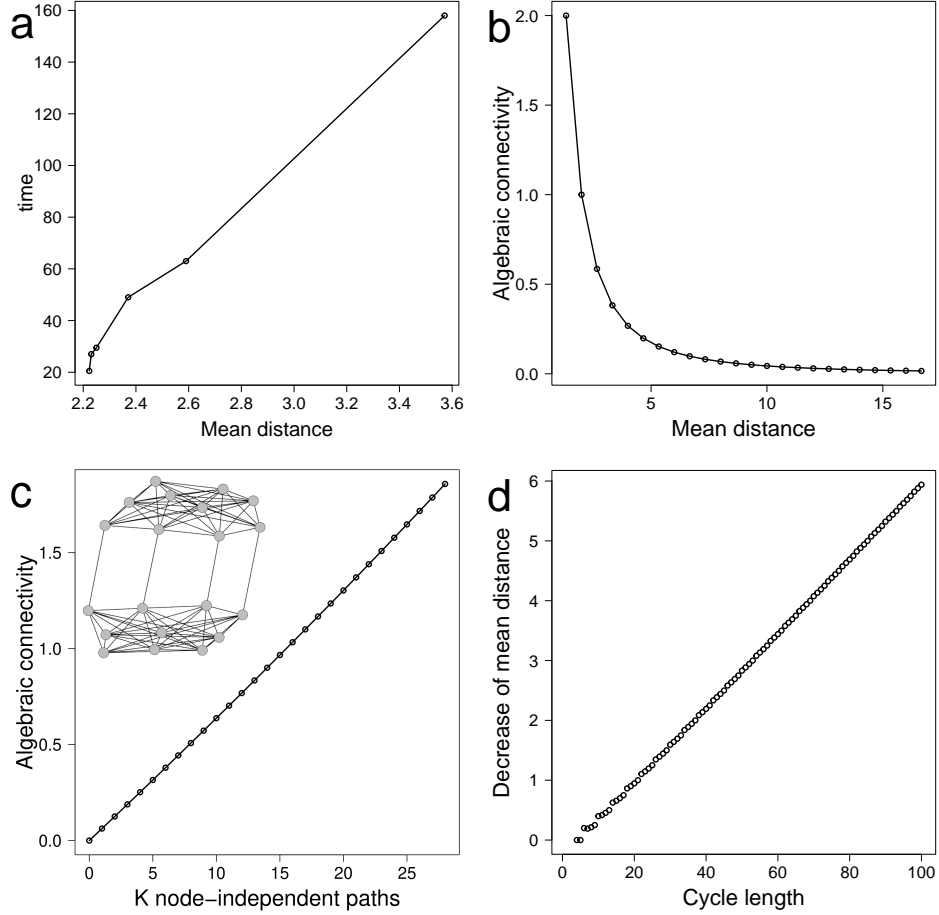 a
160
140
120
100
80
60
40
20
time
2.2 2.4 2.6 2.8 3.0 3.2 3.4 3.6
Mean distance
b
2.0
1.5
1.0
0.5
0.0
Algebraic connectivity
5 10 15
Mean distance
c
1.5
1.0
0.5
0.0
Algebraic connectivity
0 5 10 15 20 25
K node−independent paths
d
6
5
4
3
2
1
0
Decrease of mean distance
0 20 40 60 80 100
Cycle length